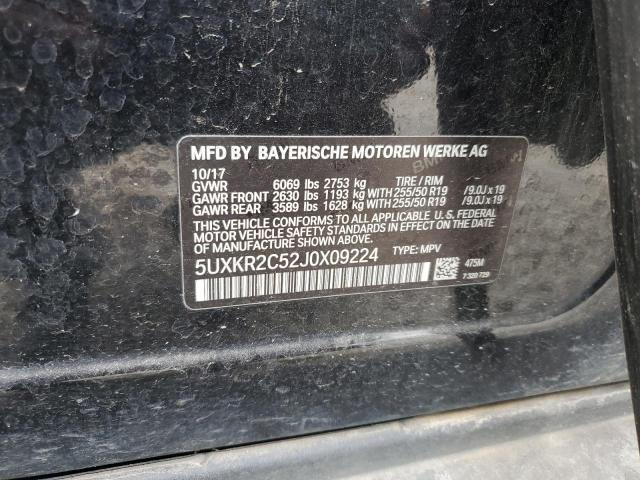 MFD BY BAYERISCHE MOTOREN WERKE AG
10/17
GVWR 6069 lbs 2753 kg TIRE / RIM
GAWR FRONT 2630 lbs 1193 kg WITH 255/50 R19 /9.0J x 19
GAWR REAR 3589 lbs 1628 kg WITH 255/50 R19 /9.0J x 19
THIS VEHICLE CONFORMS TO ALL APPLICABLE U.S. FEDERAL
MOTOR VEHICLE SAFETY STANDARDS IN EFFECT ON THE DATE
OF MANUFACTURE SHOWN ABOVE.
5UXKR2C52J0X09224 TYPE: MPV
475M
7 320 729